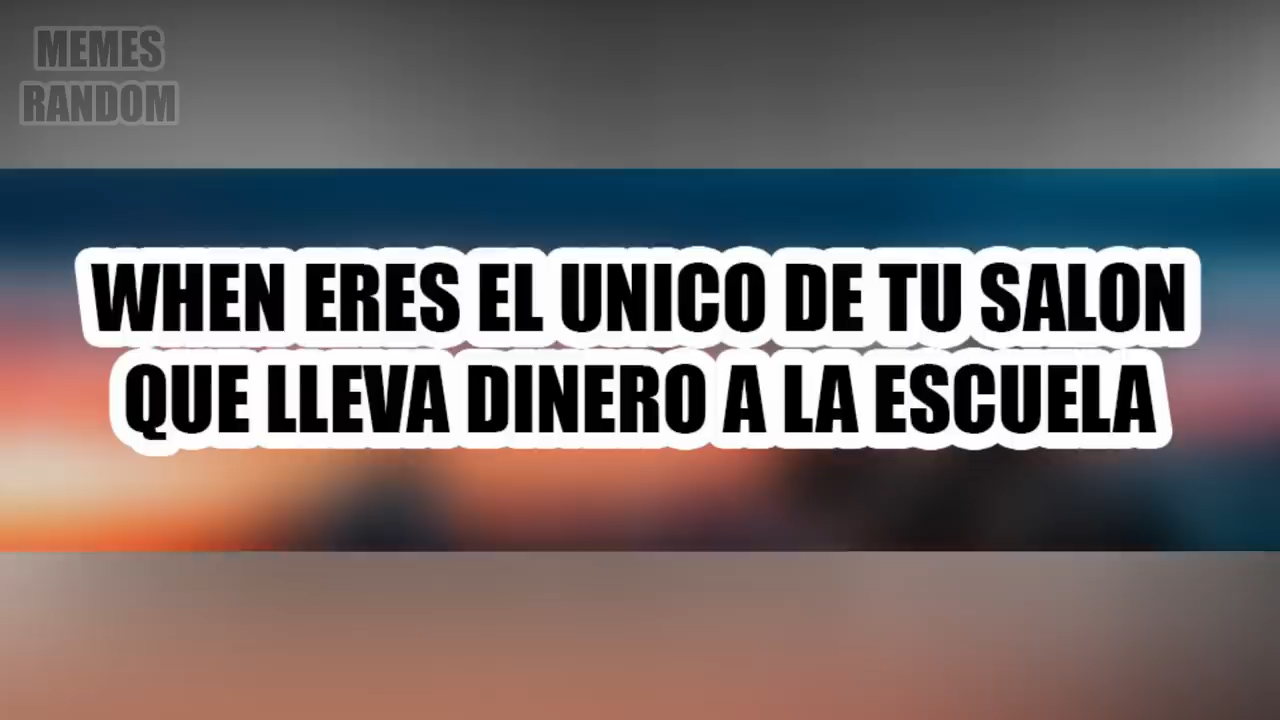 MEMES
RANDOM
WHEN ERES EL UNICO DE TU SALON
QUE LLEVA DINERO A LA ESCUELA